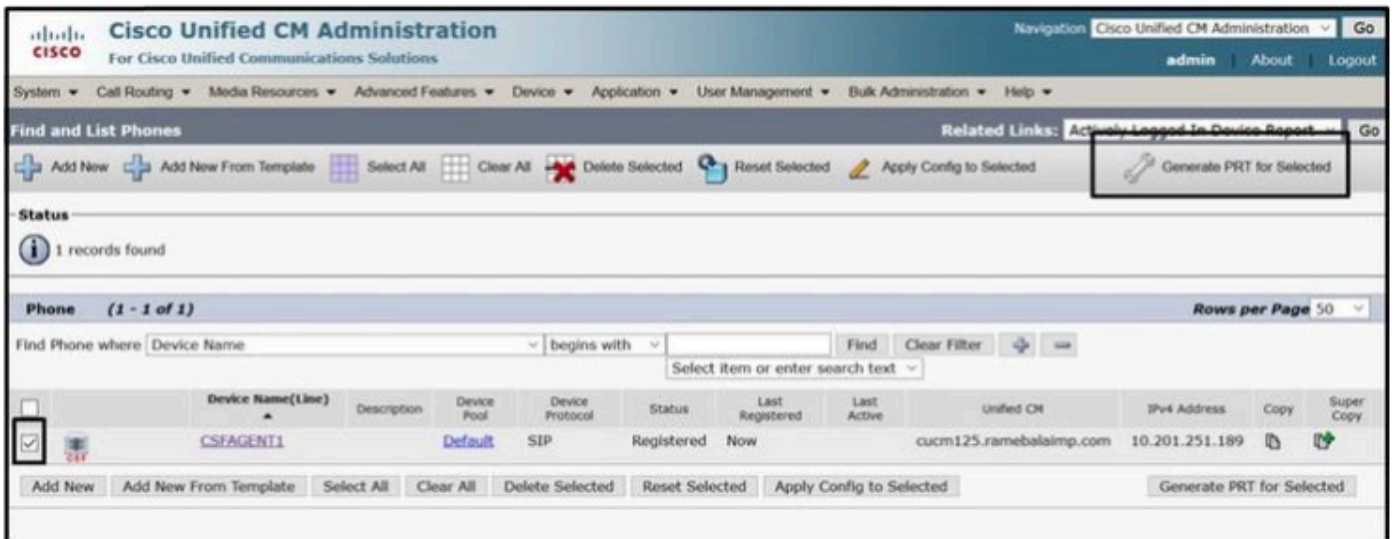 Cisco Unified CM Administration
Navigation Cisco Unified CM Administration Go
CISCO
For Cisco Unified Communications Solutions
admin About Logout
System Call Routing Media Resources Advanced Features Device Application User Management Bulk Administration Help
Find and List Phones Related Links: Actively Logged In Device Report Go
Add New Add New From Template Select All Clear All Delete Selected Reset Selected Apply Config to Selected Generate PRT for Selected
Status
i 1 records found
Phone (1 - 1 of 1) Rows per Page 50
Find Phone where Device Name begins with Find Clear Filter
Select item or enter search text
Device Name(Line) Description Device Pool Device Protocol Status Last Registered Last Active Unified CM IPv4 Address Copy Super Copy
CSF CSFAGENT1 Default SIP Registered Now cucm125.ramebalaimp.com 10.201.251.189
Add New Add New From Template Select All Clear All Delete Selected Reset Selected Apply Config to Selected Generate PRT for Selected